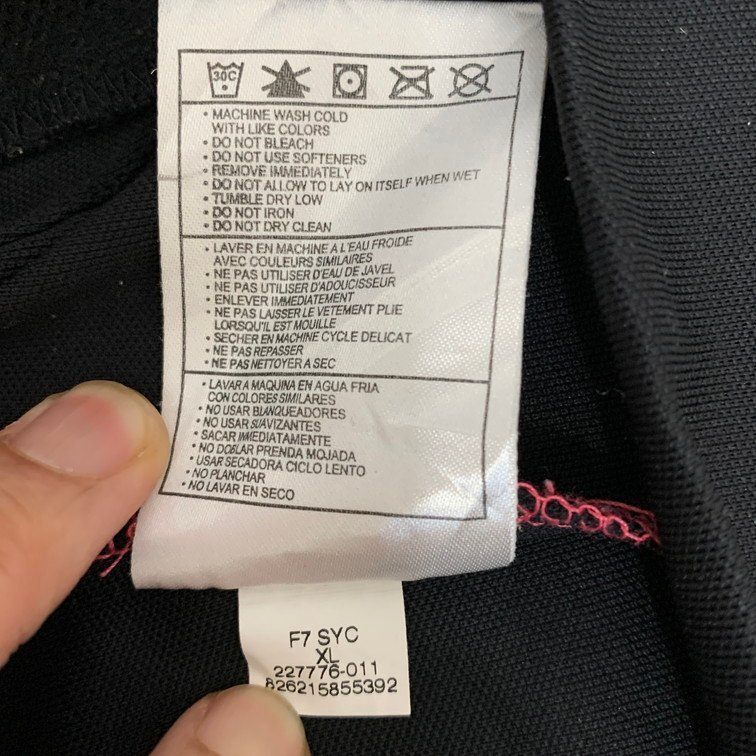 30C
• MACHINE WASH COLD
WITH LIKE COLORS
• DO NOT BLEACH
• DO NOT USE SOFTENERS
• REMOVE IMMEDIATELY
• DO NOT ALLOW TO LAY ON ITSELF WHEN WET
• TUMBLE DRY LOW
• DO NOT IRON
• DO NOT DRY CLEAN
• LAVER EN MACHINE A L'EAU FROIDE
AVEC COULEURS SIMILAIRES
• NE PAS UTILISER D'EAU DE JAVEL
• NE PAS UTILISER D'ADOUCISSEUR
• ENLEVER IMMEDIATEMENT
• NE PAS LAISSER LE VETEMENT PLIE
LORSQU'IL EST MOUILLE
• SECHER EN MACHINE CYCLE DELICAT
• NE PAS REPASSER
• NE PAS NETTOYER A SEC
• LAVAR A MAQUINA EN AGUA FRIA
CON COLORES SIMILARES
• NO USAR BLANQUEADORES
• NO USAR SUAVIZANTES
• SACAR IMMEDIATAMENTE
• NO DOBLAR PRENDA MOJADA
• USAR SECADORA CICLO LENTO
• NO PLANCHAR
• NO LAVAR EN SECO
F7 SYC
XL
227776-011
826215855392